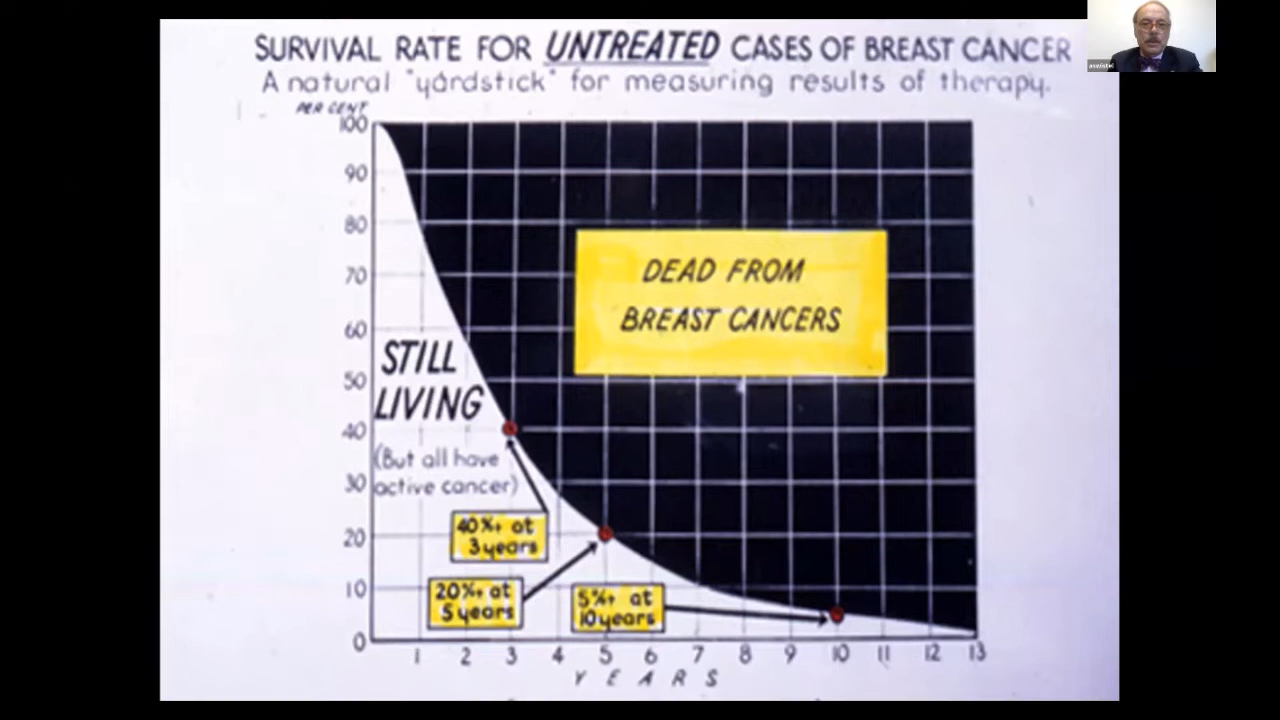 SURVIVAL RATE FOR UNTREATED CASES OF BREAST CANCER
A natural "yardstick" for measuring results of therapy.
PER CENT
100
90
80
70
60
50
40
30
20
10
0
DEAD FROM
BREAST CANCERS
STILL
LIVING
(But all have
active cancer)
40%+ at
3 years
20%+ at
5 years
5%+ at
10 years
1 2 3 4 5 6 7 8 9 10 11 12 13
YEARS